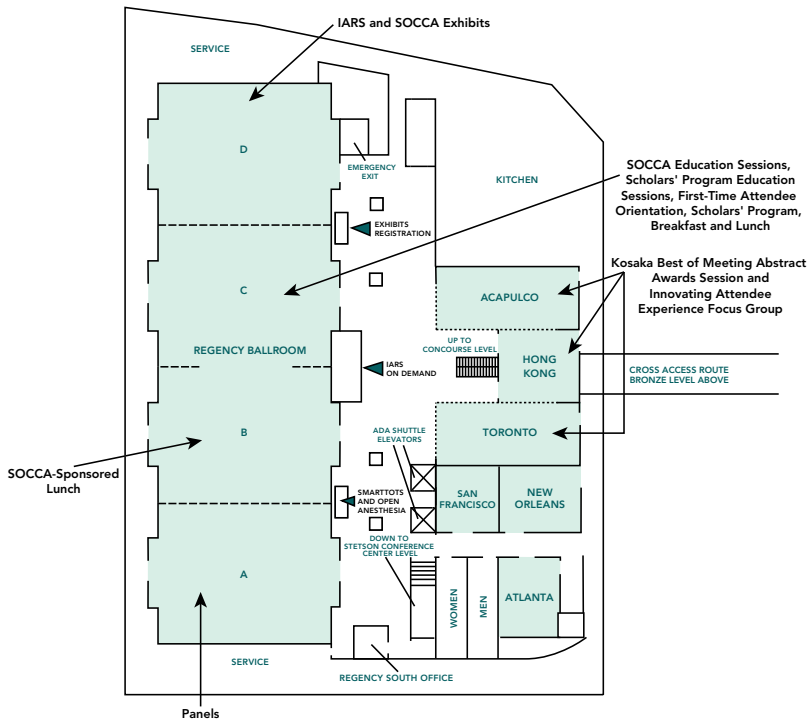 IARS and SOCCA Exhibits
SERVICE
D
EMERGENCY
EXIT
KITCHEN
SOCCA Education Sessions,
Scholars' Program Education
Sessions, First-Time Attendee
Orientation, Scholars' Program,
Breakfast and Lunch
EXHIBITS
REGISTRATION
Kosaka Best of Meeting Abstract
Awards Session and
Innovating Attendee
Experience Focus Group
C
ACAPULCO
REGENCY BALLROOM
UP TO
CONCOURSE LEVEL
IARS
ON DEMAND
HONG
KONG
CROSS ACCESS ROUTE
BRONZE LEVEL ABOVE
B
ADA SHUTTLE
ELEVATORS
TORONTO
SOCCA-Sponsored
Lunch
SMARTTOTS
AND OPEN
ANESTHESIA
SAN
FRANCISCO
NEW
ORLEANS
DOWN TO
STETSON CONFERENCE
CENTER LEVEL
A
WOMEN
MEN
ATLANTA
SERVICE
REGENCY SOUTH OFFICE
Panels